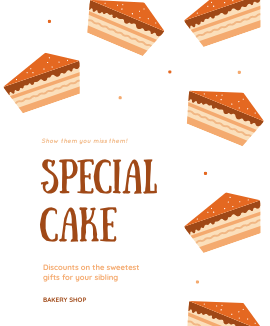 Show them you miss them!
SPECIAL
CAKE
Discounts on the sweetest
gifts for your sibling
BAKERY SHOP